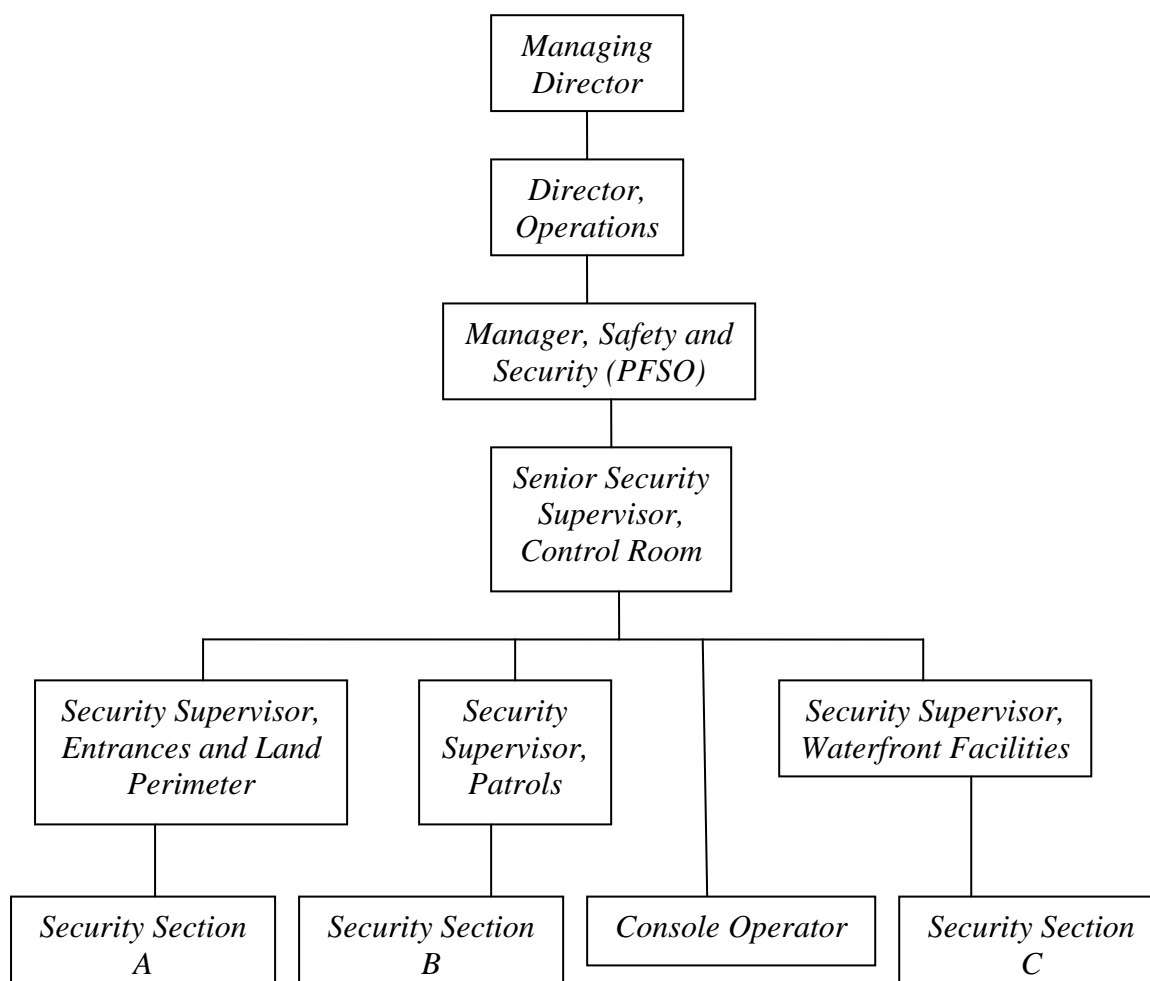 Managing
Director
Director,
Operations
Manager, Safety and
Security (PFSO)
Senior Security
Supervisor,
Control Room
Security Supervisor,
Entrances and Land
Perimeter
Security
Supervisor,
Patrols
Security Supervisor,
Waterfront Facilities
Security Section
A
Security Section
B
Console Operator
Security Section
C